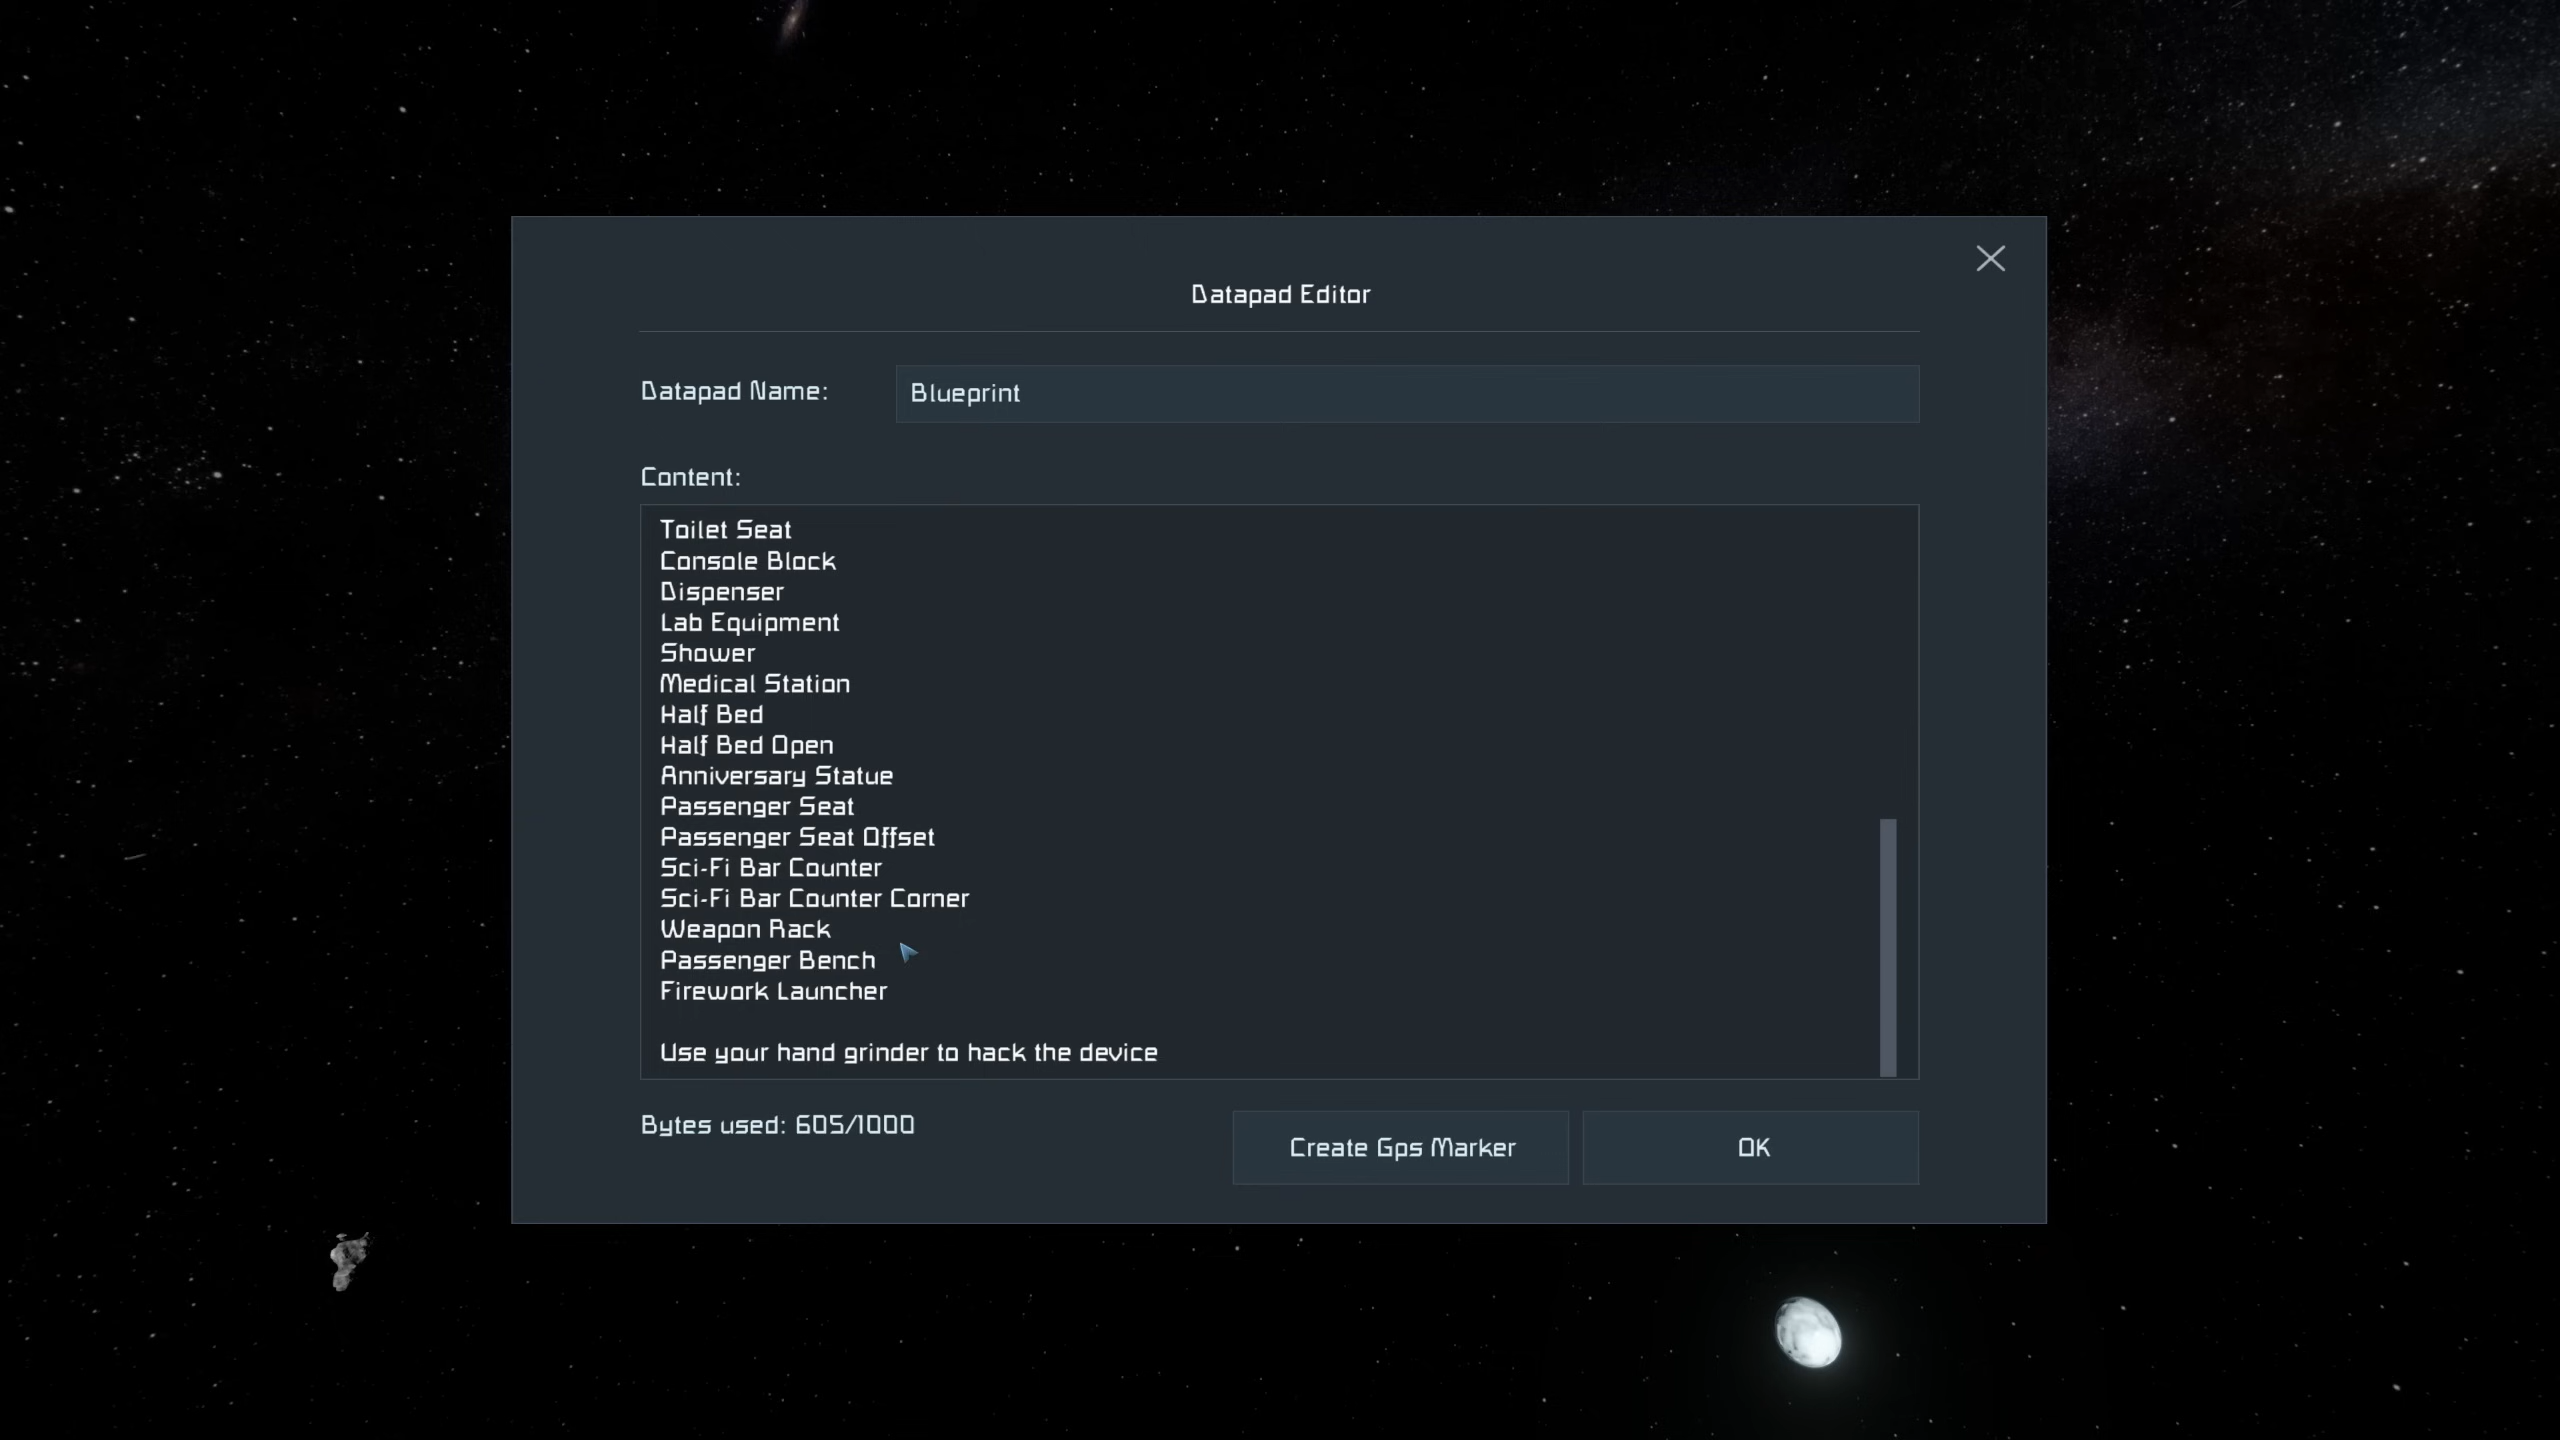 Datapad Editor
Datapad Name:
Blueprint
Content:
Toilet Seat
Console Block
Dispenser
Lab Equipment
Shower
Medical Station
Half Bed
Half Bed Open
Anniversary Statue
Passenger Seat
Passenger Seat Offset
Sci-Fi Bar Counter
Sci-Fi Bar Counter Corner
Weapon Rack
Passenger Bench
Firework Launcher
Use your hand grinder to hack the device
Bytes used: 605/1000
Create Gps Marker
OK